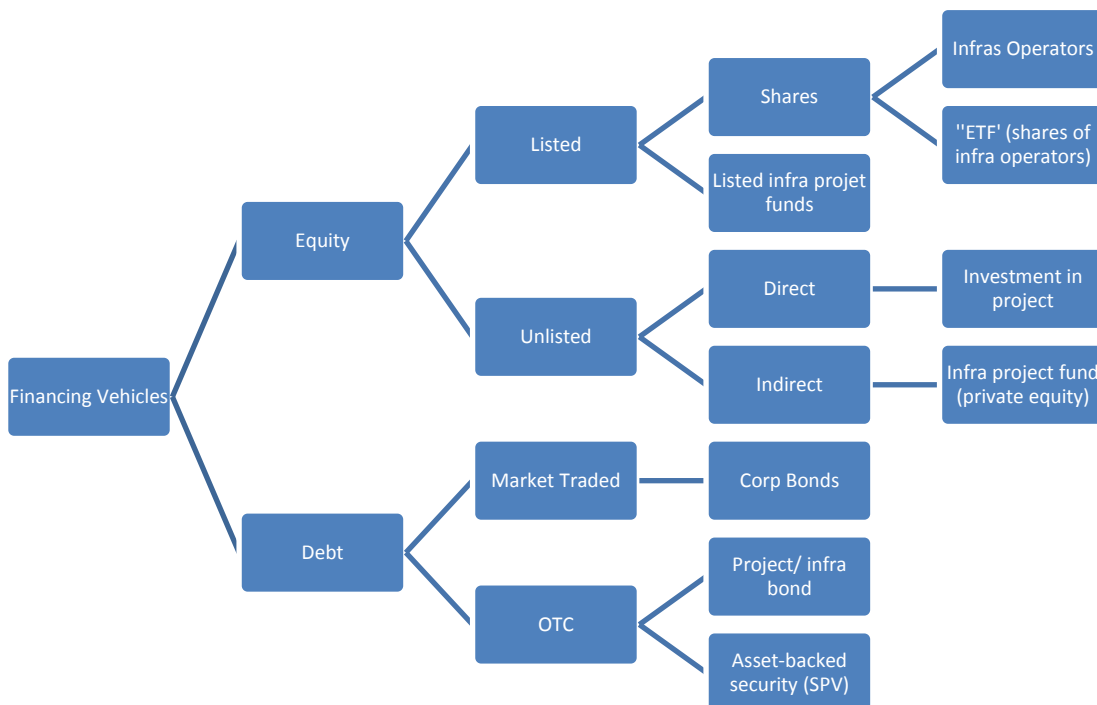 Financing Vehicles
Equity
Listed
Shares
Infras Operators
"ETF' (shares of
infra operators)
Listed infra projet
funds
Unlisted
Direct
Investment in
project
Indirect
Infra project fund
(private equity)
Debt
Market Traded
Corp Bonds
OTC
Project/ infra
bond
Asset-backed
security (SPV)